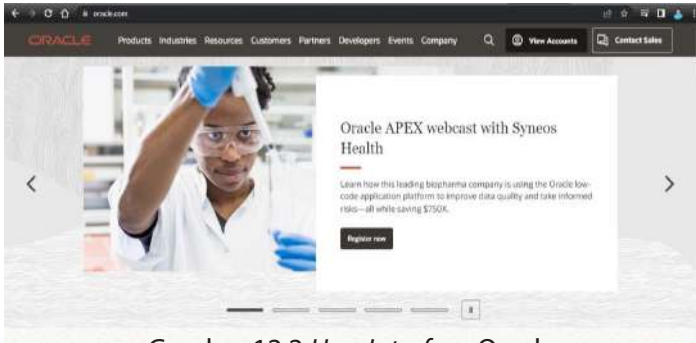 oracle.com
ORACLE Products Industries Resources Customers Partners Developers Events Company View Accounts Contact Sales
Oracle APEX webcast with Syneos
Health
Learn how this leading biopharma company is using the Oracle low-
code application platform to improve data quality and take informed
risks—all while saving $750K.
Register now